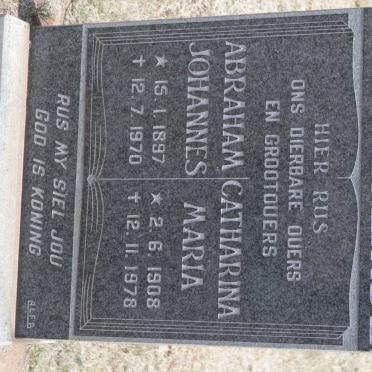 HIER RUS
ONS DIERBARE OUERS
EN GROOTOUERS
ABRAHAM CATHARINA
JOHANNES MARIA
★ 15.1.1897 ★ 2.6.1908
✝ 12.7.1970 ✝ 12.11.1978
RUS MY SIEL JOU
GOD IS KONING